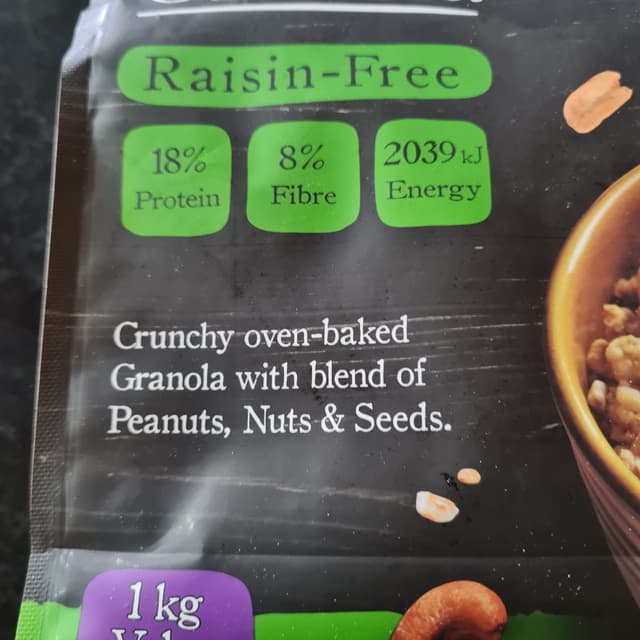 Raisin-Free
18% 8% 2039 kJ
Protein Fibre Energy
Crunchy oven-baked
Granola with blend of
Peanuts, Nuts & Seeds.
1 kg